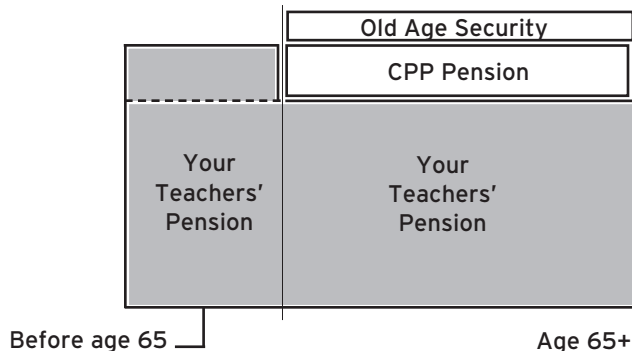 Old Age Security
CPP Pension
Your
Teachers’
Pension
Your
Teachers’
Pension
Before age 65
Age 65+